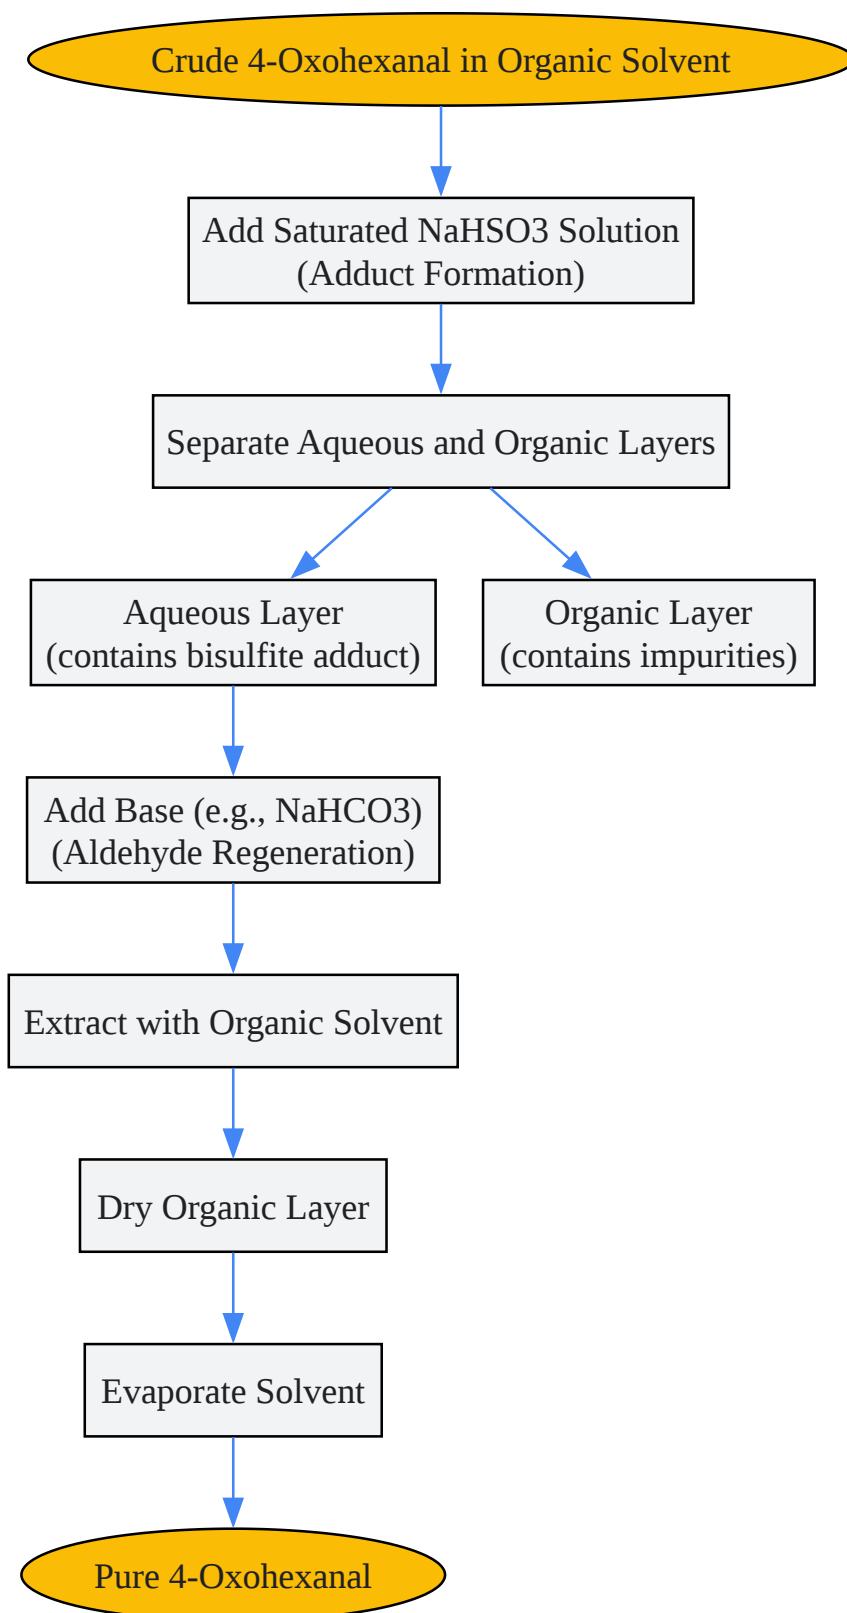 Crude 4-Oxohexanal in Organic Solvent
Add Saturated NaHSO3 Solution
(Adduct Formation)
Separate Aqueous and Organic Layers
Aqueous Layer
(contains bisulfite adduct)
Organic Layer
(contains impurities)
Add Base (e.g., NaHCO3)
(Aldehyde Regeneration)
Extract with Organic Solvent
Dry Organic Layer
Evaporate Solvent
Pure 4-Oxohexanal